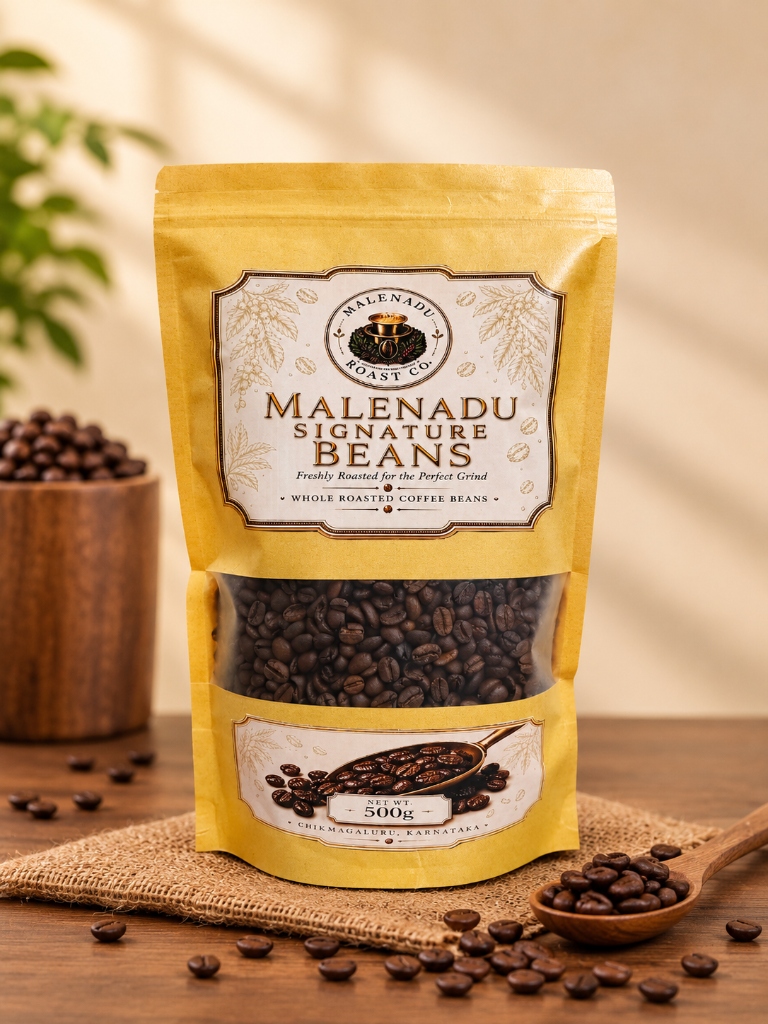 MALENADU
ROAST CO.
MALENADU
SIGNATURE
BEANS
Freshly Roasted for the Perfect Grind
WHOLE ROASTED COFFEE BEANS
NET WT.
500g
CHIKMAGALURU, KARNATAKA